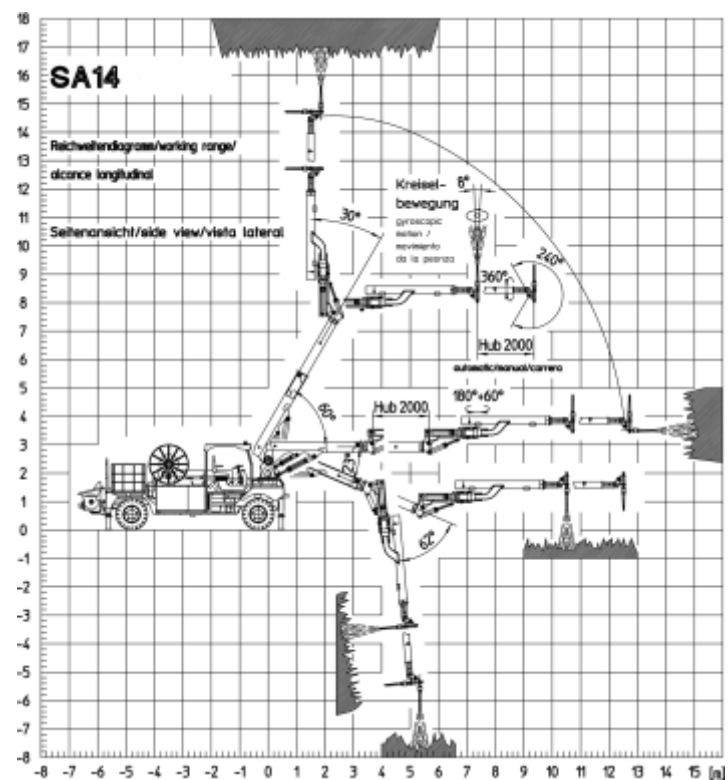 18
17
16
15
14
13
12
11
10
9
8
7
6
5
4
3
2
1
0
-1
-2
-3
-4
-5
-6
-7
-8
SA14
Reichweitendiagramm/working range/
alcance longitudinal
Seitenansicht/side view/vista lateral
30°
Kreisel-
bewegung
gyroscopic
motion /
movimiento
de la peonza
8°
240°
360°
Hub 2000
automatic/manual/carrera
180°+60°
Hub 2000
60°
62°
-8 -7 -6 -5 -4 -3 -2 -1 0 1 2 3 4 5 6 7 8 9 10 11 12 13 14 15 [m]